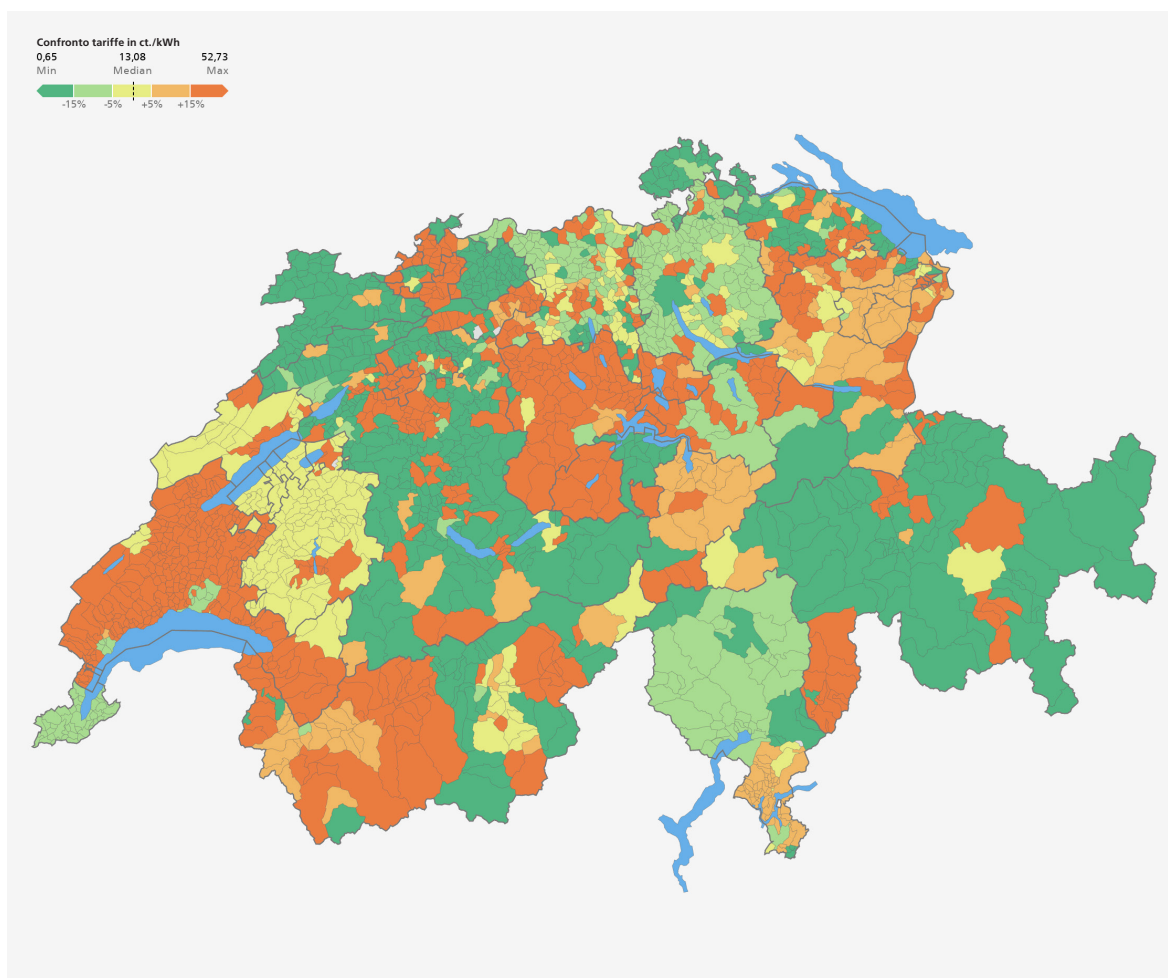 Confronto tariffe in ct./kWh
0,65 13,08 52,73
Min Median Max
-15% -5% +5% +15%